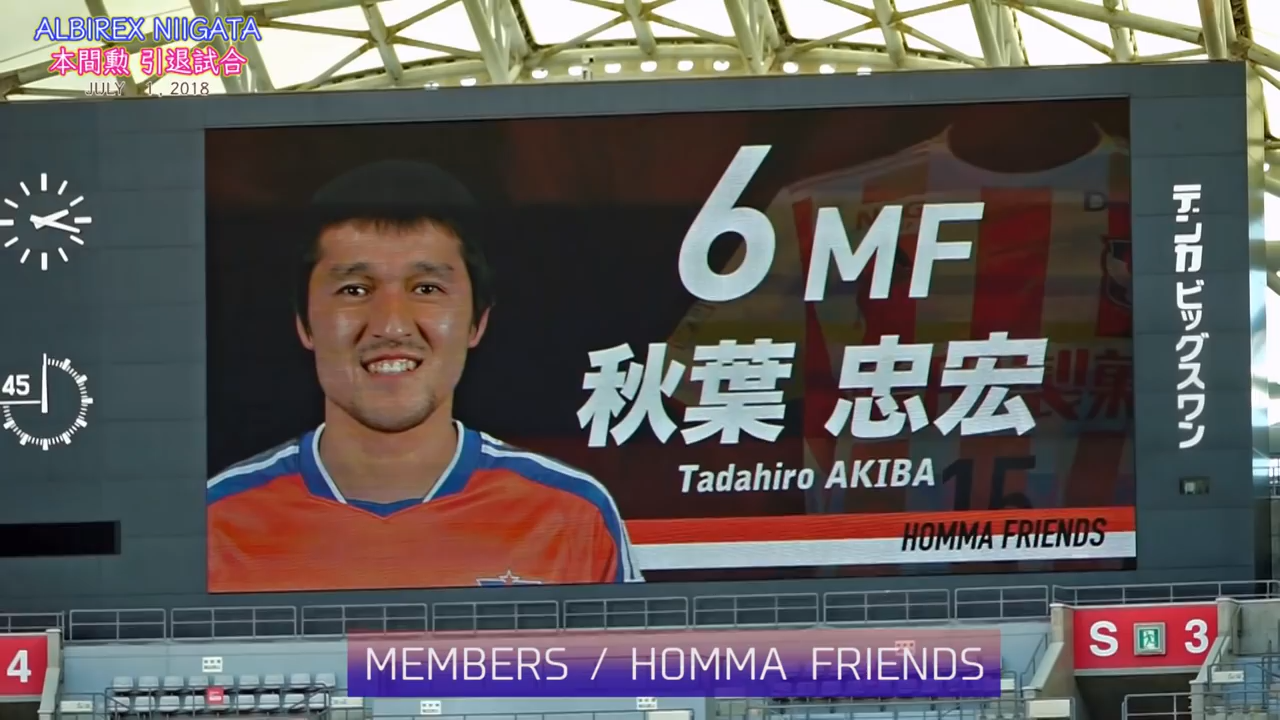 ALBIREX NIIGATA
本間勲 引退試合
JULY 1, 2018
6 MF
秋葉 忠宏
Tadahiro AKIBA
15
HOMMA FRIENDS
デンカビッグスワン
45
4
S 3
MEMBERS / HOMMA FRIENDS